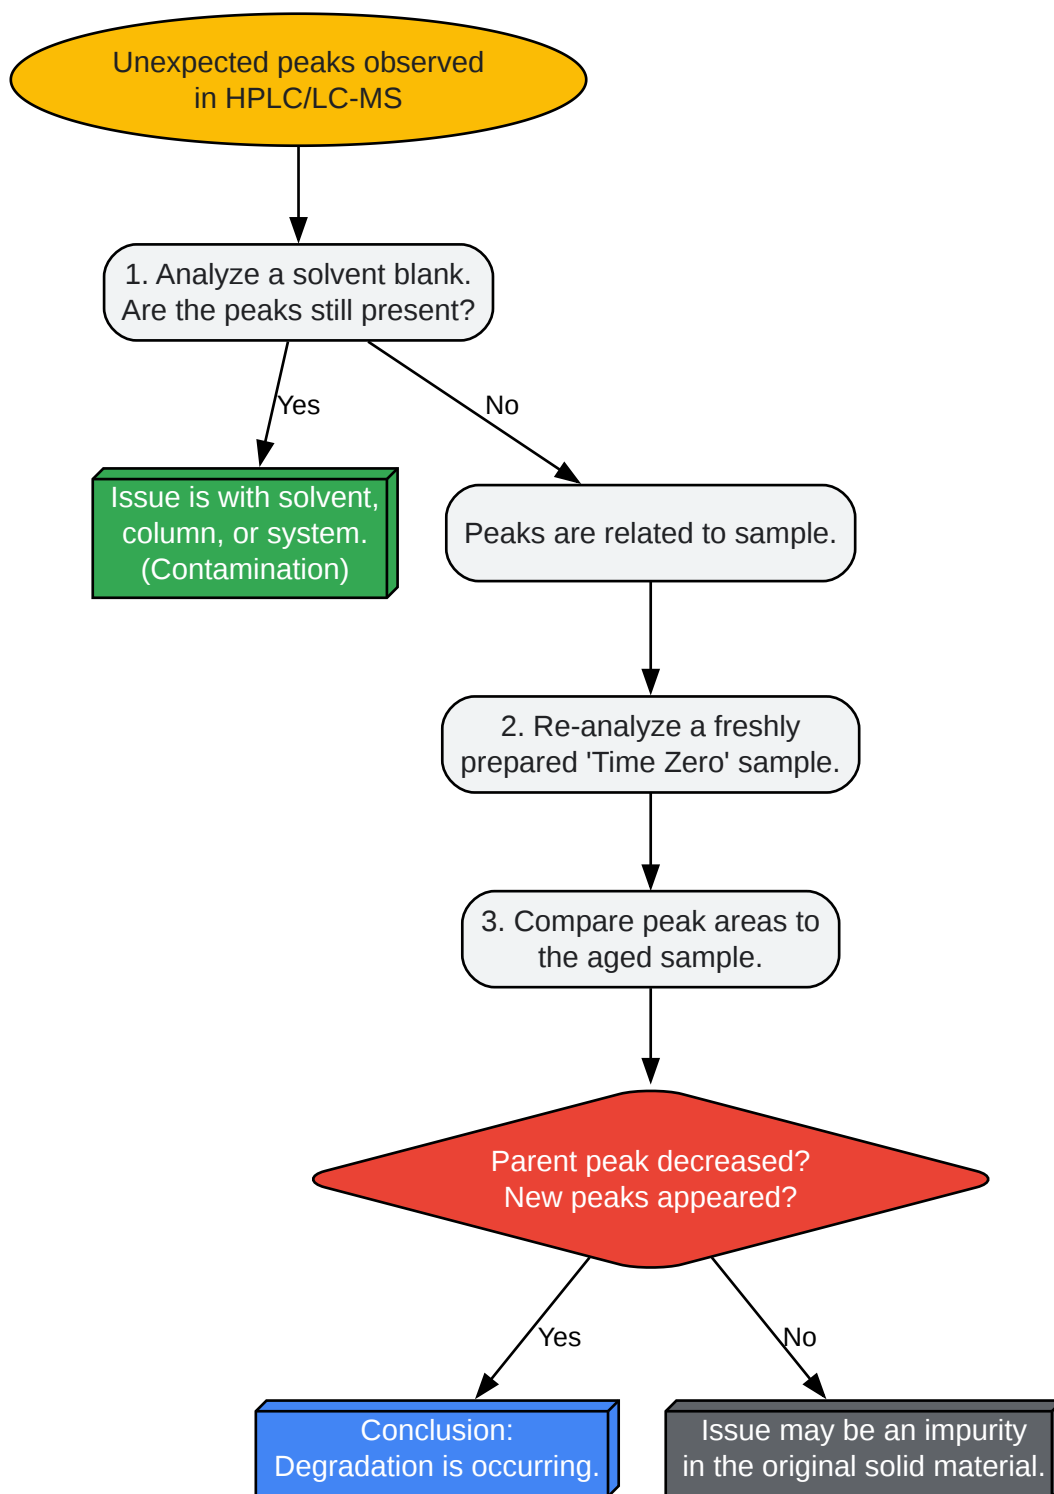 Unexpected peaks observed
in HPLC/LC-MS
1. Analyze a solvent blank.
Are the peaks still present?
Yes
No
Issue is with solvent,
column, or system.
(Contamination)
Peaks are related to sample.
2. Re-analyze a freshly
prepared 'Time Zero' sample.
3. Compare peak areas to
the aged sample.
Parent peak decreased?
New peaks appeared?
Yes
No
Conclusion:
Degradation is occurring.
Issue may be an impurity
in the original solid material.